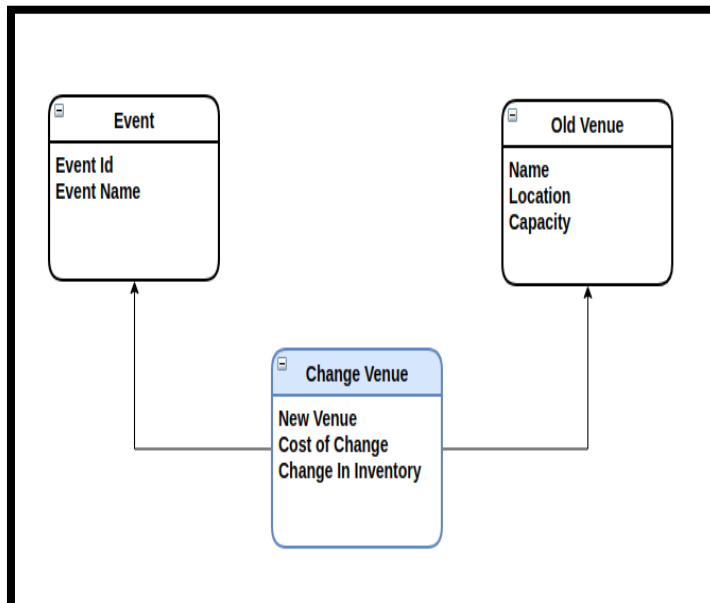 Event
Event Id
Event Name
Old Venue
Name
Location
Capacity
Change Venue
New Venue
Cost of Change
Change In Inventory